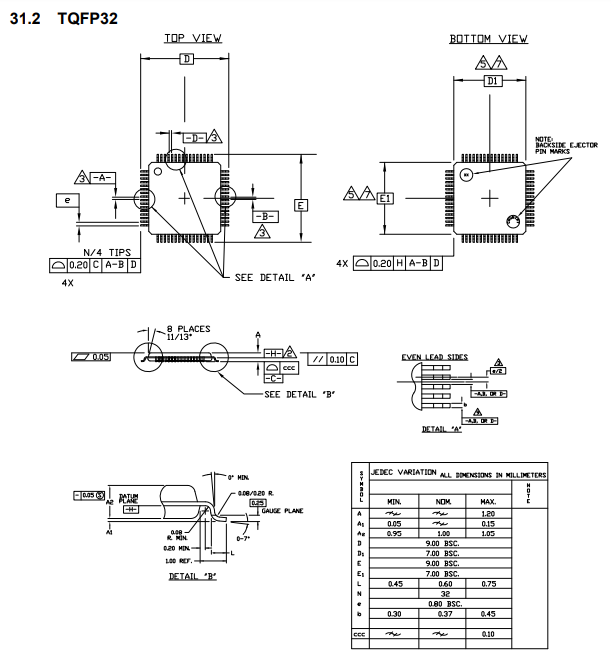 31.2 TQFP32
TOP VIEW
D
-D-
3
3
-A-
e
E
-B-
3
N/4 TIPS
0.20 C A-B D
4X
SEE DETAIL "A"
BOTTOM VIEW
5 7
D1
NOTE:
BACKSIDE EJECTOR
PIN MARKS
5 7
E1
4X 0.20 H A-B D
8 PLACES
11/13°
A
0.05
-H- 2
// 0.10 C
ccc
-C-
SEE DETAIL "B"
EVEN LEAD SIDES
e/2
-A,B, OR D-
b
-A,B, OR D-
DETAIL "A"
0° MIN.
0.05 S
A2
DATUM
PLANE
-H-
0.08/0.20 R.
0.25
GAUGE PLANE
A1
0.08
R. MIN.
0-7°
0.20 MIN.
L
1.00 REF.
DETAIL "B"
SYMBOL JEDEC VARIATION ALL DIMENSIONS IN MILLIMETERS NOTE
MIN. NOM. MAX.
A 1.20
A1 0.05 0.15
A2 0.95 1.00 1.05
D 9.00 BSC.
D1 7.00 BSC.
E 9.00 BSC.
E1 7.00 BSC.
L 0.45 0.60 0.75
N 32
e 0.80 BSC.
b 0.30 0.37 0.45
ccc 0.10